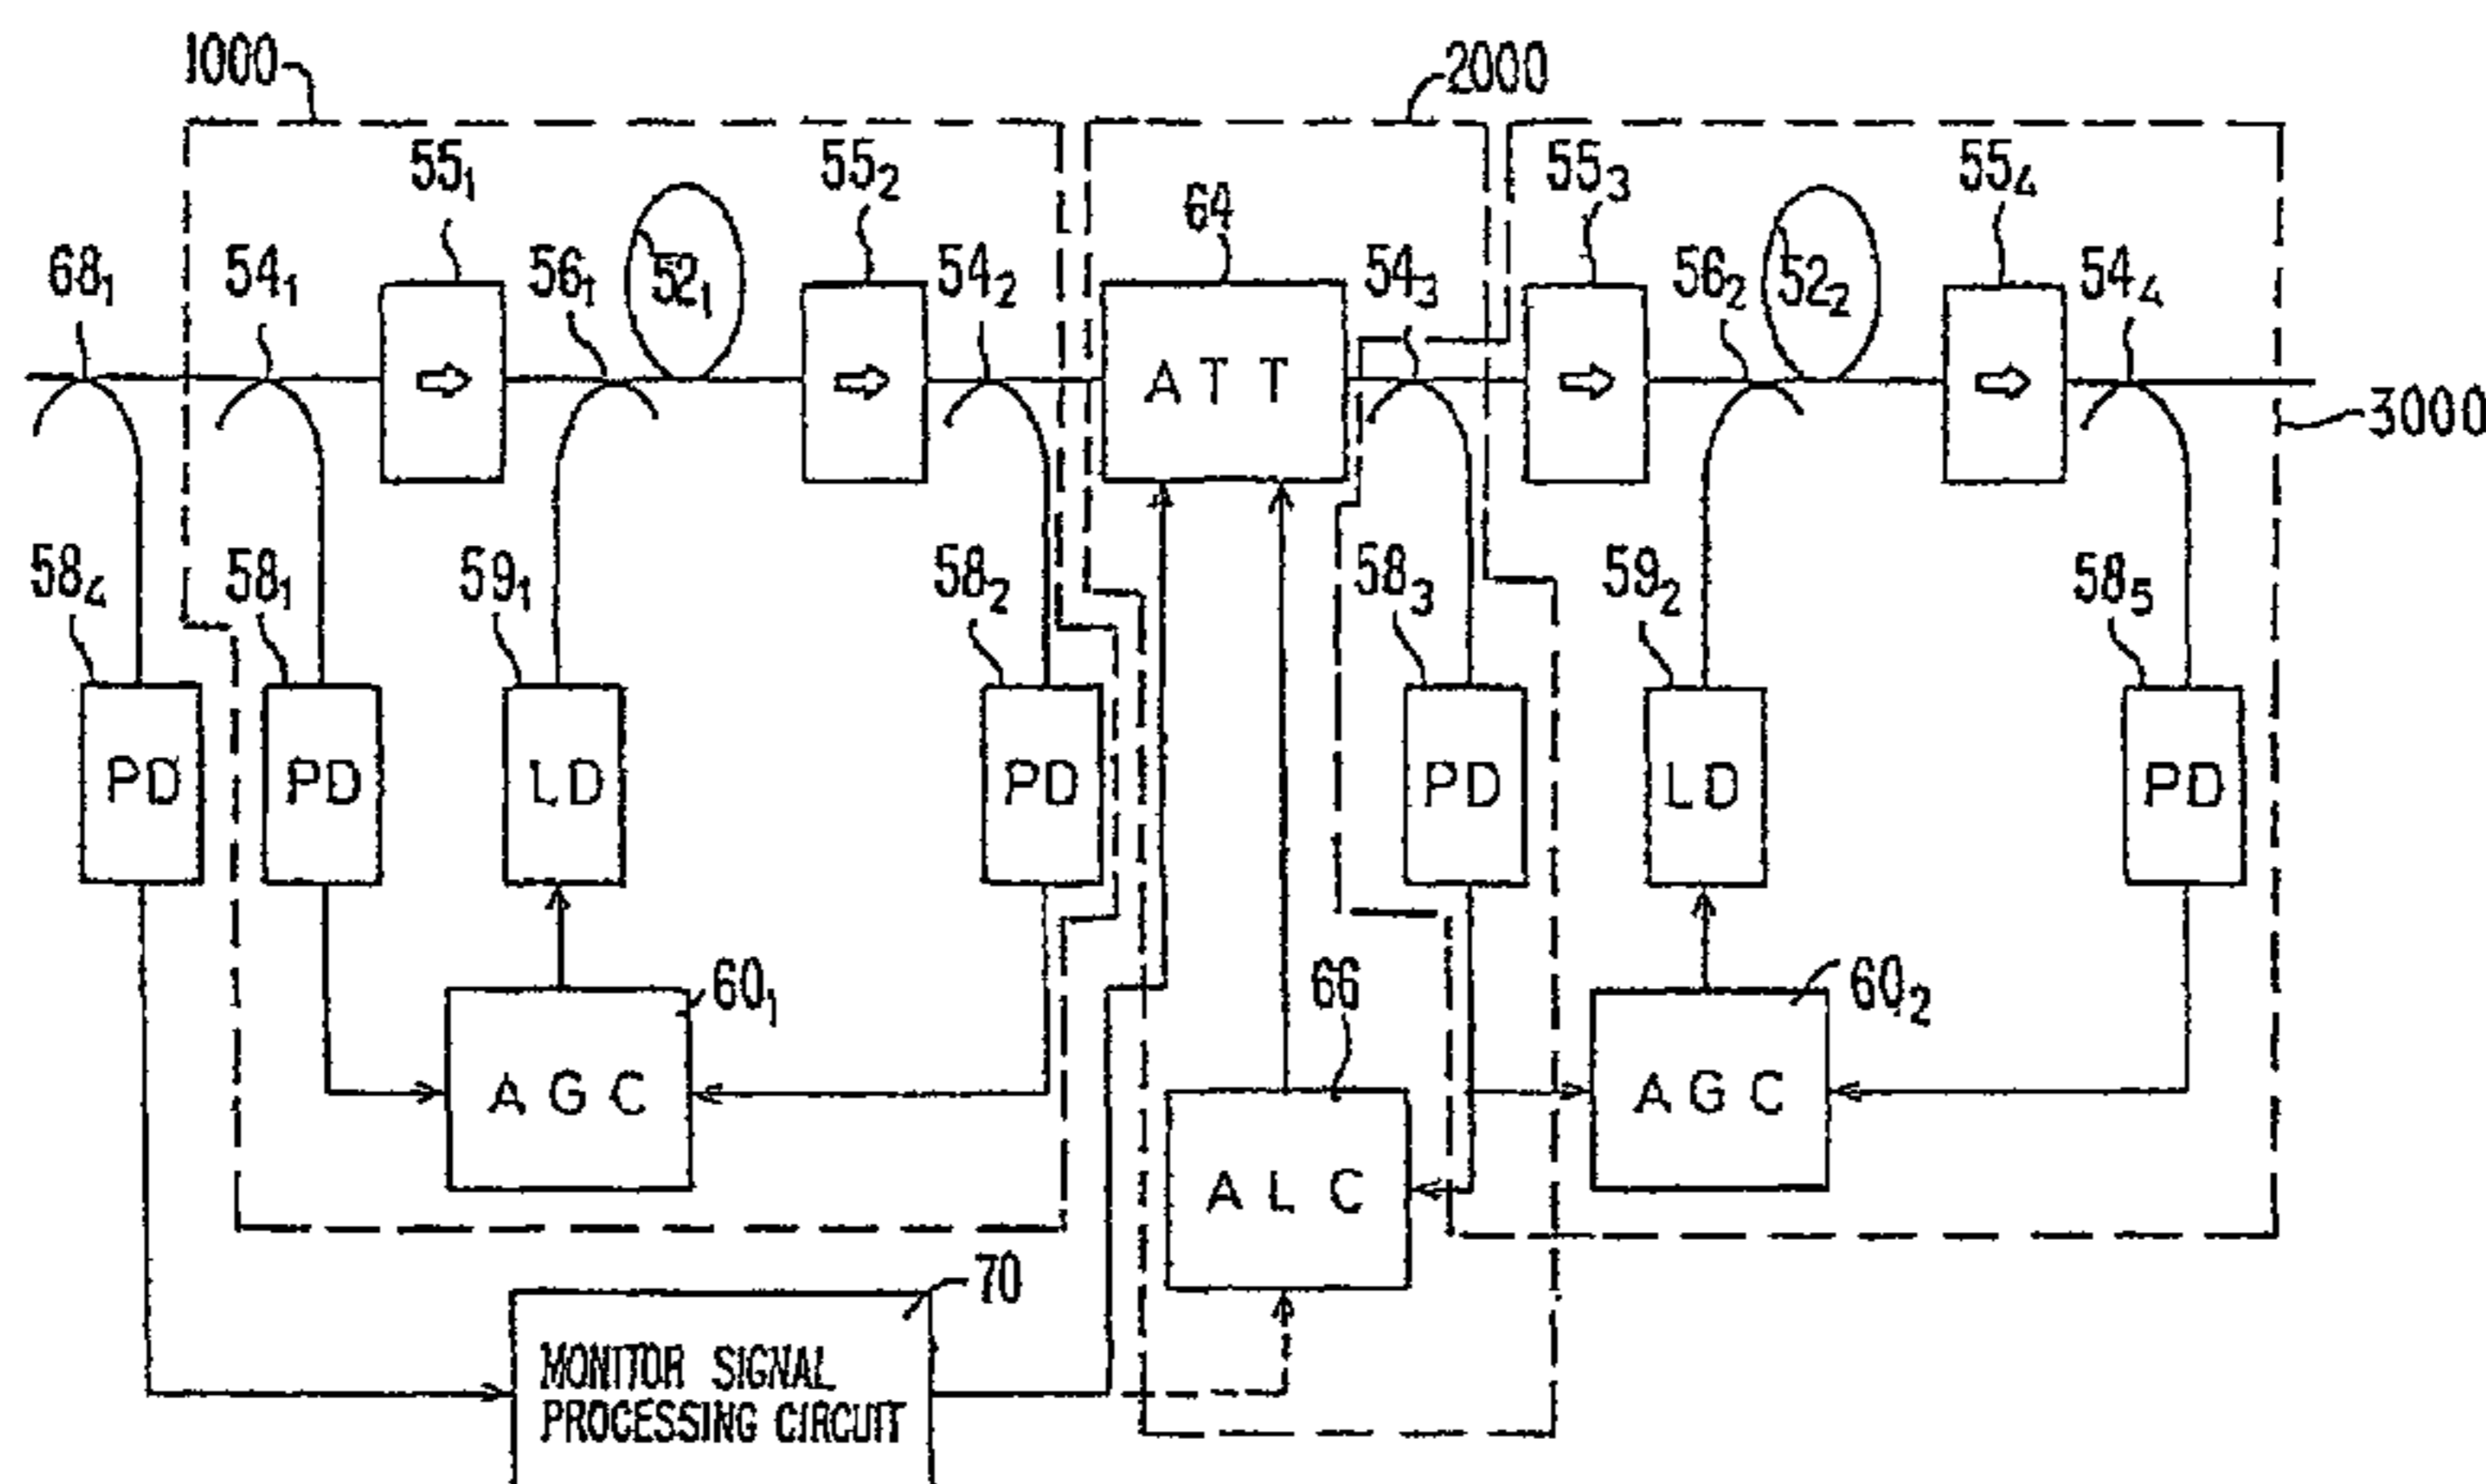 1000
2000
55₁
55₂
55₃
55₄
64
68₁
54₁
56₁
52₁
54₂
54₃
56₂
52₂
54₄
ATT
3000
58₄
58₁
59₁
58₂
58₃
59₂
58₅
PD
PD
LD
PD
PD
LD
PD
60₁
66
60₂
AGC
AGC
ALC
70
MONITOR SIGNAL
PROCESSING CIRCUIT